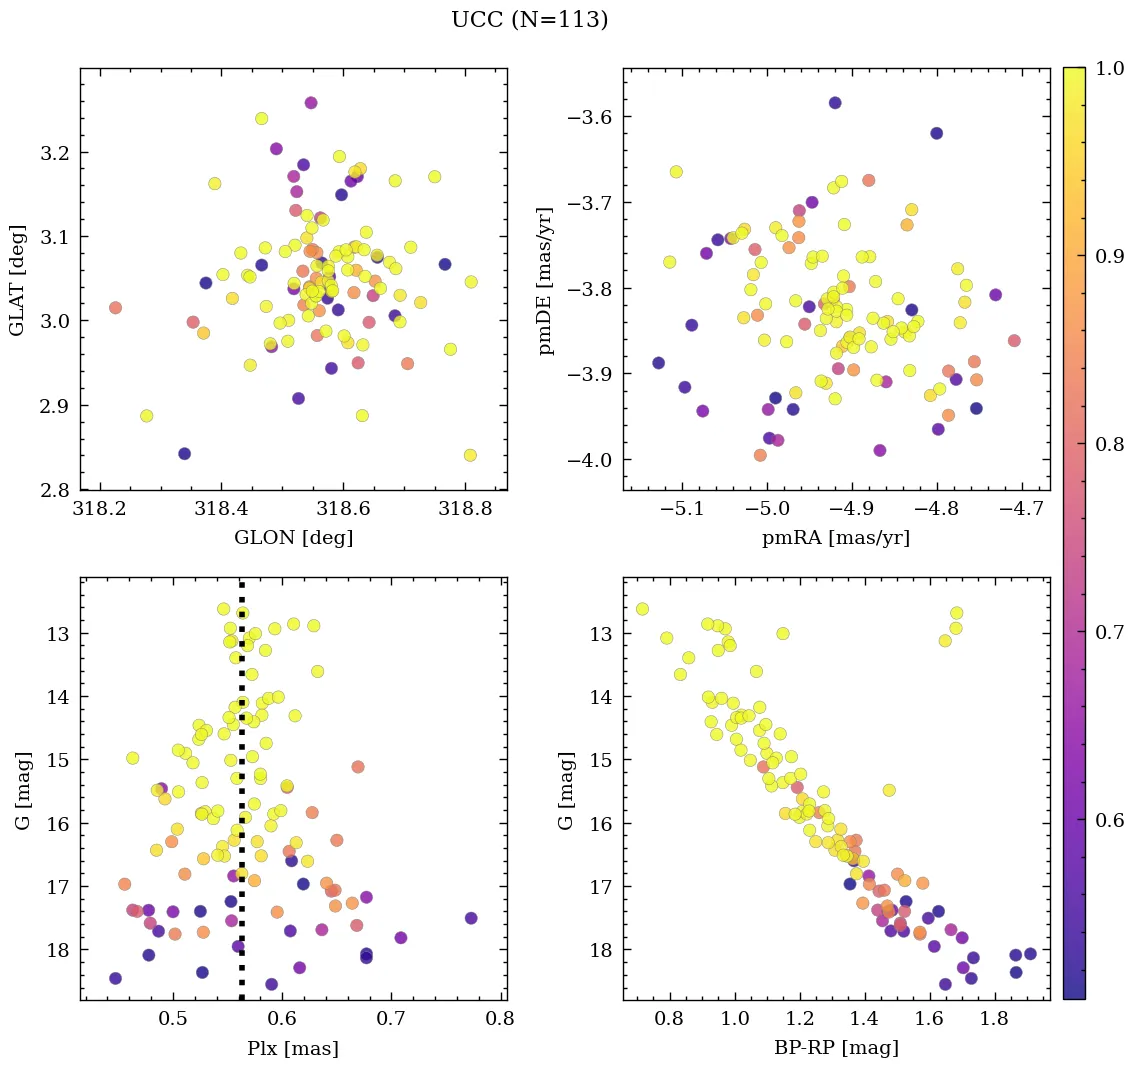 UCC (N=113)
3.2
3.1
3.0
2.9
2.8
GLAT [deg]
318.2 318.4 318.6 318.8
GLON [deg]
−3.6
−3.7
−3.8
−3.9
−4.0
pmDE [mas/yr]
−5.1 −5.0 −4.9 −4.8 −4.7
pmRA [mas/yr]
1.0
0.9
0.8
0.7
0.6
13
14
15
16
17
18
G [mag]
0.5 0.6 0.7 0.8
Plx [mas]
13
14
15
16
17
18
G [mag]
0.8 1.0 1.2 1.4 1.6 1.8
BP-RP [mag]